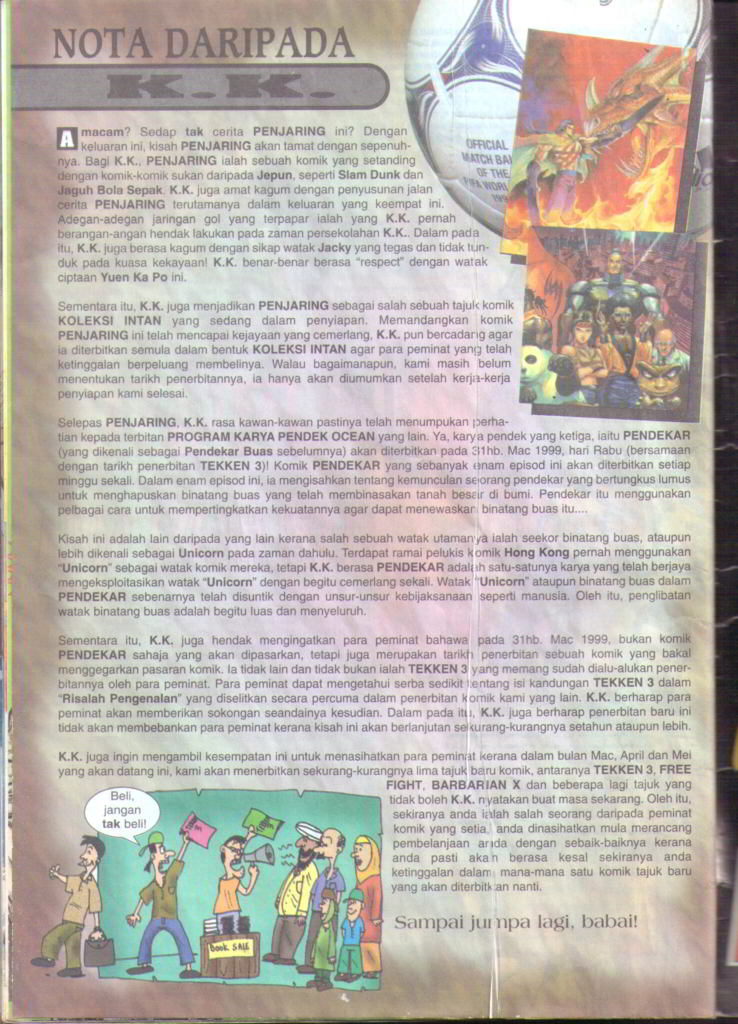 NOTA DARIPADA
K.K.
OFFICIAL
MATCH BA
OF THE
FIFA WORL
199
Amacam? Sedap tak cerita PENJARING ini? Dengan
keluaran ini, kisah PENJARING akan tamat dengan sepenuh-
nya. Bagi K.K., PENJARING ialah sebuah komik yang setanding
dengan komik-komik sukan daripada Jepun, seperti Slam Dunk dan
Jaguh Bola Sepak. K.K. juga amat kagum dengan penyusunan jalan
cerita PENJARING terutamanya dalam keluaran yang keempat ini.
Adegan-adegan jaringan gol yang terpapar ialah yang K.K. pernah
berangan-angan hendak lakukan pada zaman persekolahan K.K.. Dalam pada
itu, K.K. juga berasa kagum dengan sikap watak Jacky yang tegas dan tidak tun-
duk pada kuasa kekayaan! K.K. benar-benar berasa "respect" dengan watak
ciptaan Yuen Ka Po ini.
Sementara itu, K.K. juga menjadikan PENJARING sebagai salah sebuah tajuk komik
KOLEKSI INTAN yang sedang dalam penyiapan. Memandangkan komik
PENJARING ini telah mencapai kejayaan yang cemerlang, K.K. pun bercadang agar
ia diterbitkan semula dalam bentuk KOLEKSI INTAN agar para peminat yang telah
ketinggalan berpeluang membelinya. Walau bagaimanapun, kami masih belum
menentukan tarikh penerbitannya, ia hanya akan diumumkan setelah kerja-kerja
penyiapan kami selesai.
Selepas PENJARING, K.K. rasa kawan-kawan pastinya telah menumpukan perha-
tian kepada terbitan PROGRAM KARYA PENDEK OCEAN yang lain. Ya, karya pendek yang ketiga, iaitu PENDEKAR
(yang dikenali sebagai Pendekar Buas sebelumnya) akan diterbitkan pada 31hb. Mac 1999, hari Rabu (bersamaan
dengan tarikh penerbitan TEKKEN 3)! Komik PENDEKAR yang sebanyak enam episod ini akan diterbitkan setiap
minggu sekali. Dalam enam episod ini, ia mengisahkan tentang kemunculan seorang pendekar yang bertungkus lumus
untuk menghapuskan binatang buas yang telah membinasakan tanah besar di bumi. Pendekar itu menggunakan
pelbagai cara untuk mempertingkatkan kekuatannya agar dapat menewaskan binatang buas itu....
Kisah ini adalah lain daripada yang lain kerana salah sebuah watak utamanya ialah seekor binatang buas, ataupun
lebih dikenali sebagai Unicorn pada zaman dahulu. Terdapat ramai pelukis komik Hong Kong pernah menggunakan
"Unicorn" sebagai watak komik mereka, tetapi K.K. berasa PENDEKAR adalah satu-satunya karya yang telah berjaya
mengeksploitasikan watak "Unicorn" dengan begitu cemerlang sekali. Watak "Unicorn" ataupun binatang buas dalam
PENDEKAR sebenarnya telah disuntik dengan unsur-unsur kebijaksanaan seperti manusia. Oleh itu, penglibatan
watak binatang buas adalah begitu luas dan menyeluruh.
Sementara itu, K.K. juga hendak mengingatkan para peminat bahawa pada 31hb. Mac 1999, bukan komik
PENDEKAR sahaja yang akan dipasarkan, tetapi juga merupakan tarikh penerbitan sebuah komik yang bakal
menggegarkan pasaran komik. Ia tidak lain dan tidak bukan ialah TEKKEN 3 yang memang sudah dialu-alukan pener-
bitannya oleh para peminat. Para peminat dapat mengetahui serba sedikit tentang isi kandungan TEKKEN 3 dalam
"Risalah Pengenalan" yang diselitkan secara percuma dalam penerbitan komik kami yang lain. K.K. berharap para
peminat akan memberikan sokongan seandainya kesudian. Dalam pada itu, K.K. juga berharap penerbitan baru ini
tidak akan membebankan para peminat kerana kisah ini akan berlanjutan sekurang-kurangnya setahun ataupun lebih.
K.K. juga ingin mengambil kesempatan ini untuk menasihatkan para peminat kerana dalam bulan Mac, April dan Mei
yang akan datang ini, kami akan menerbitkan sekurang-kurangnya lima tajuk baru komik, antaranya TEKKEN 3, FREE
FIGHT, BARBARIAN X dan beberapa lagi tajuk yang
tidak boleh K.K. nyatakan buat masa sekarang. Oleh itu,
sekiranya anda ialah salah seorang daripada peminat
komik yang setia, anda dinasihatkan mula merancang
pembelanjaan anda dengan sebaik-baiknya kerana
anda pasti akan berasa kesal sekiranya anda
ketinggalan dalam mana-mana satu komik tajuk baru
yang akan diterbitkan nanti.
Beli,
jangan
tak beli!
BOOK SALE
Sampai jumpa lagi, babai!